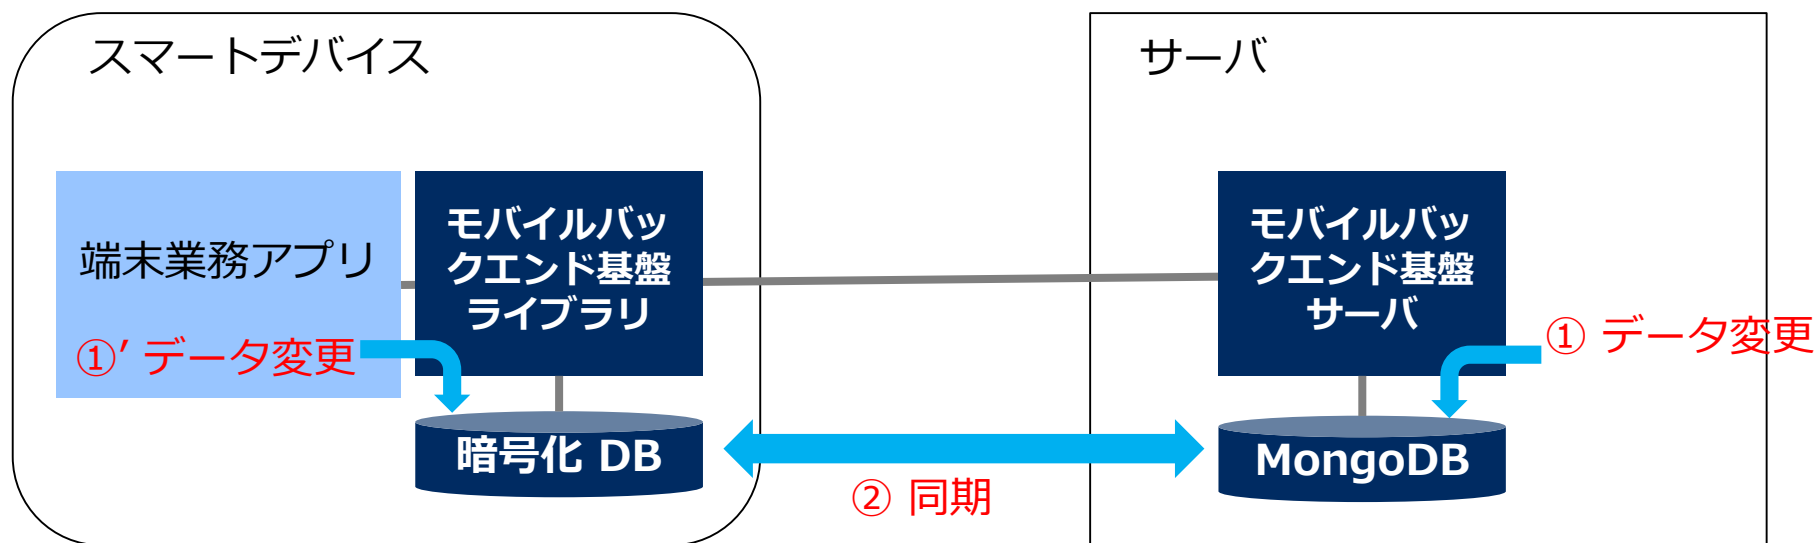 スマートデバイス
サーバ
端末業務アプリ
①’ データ変更
モバイルバッ
クエンド基盤
ライブラリ
暗号化 DB
② 同期
モバイルバッ
クエンド基盤
サーバ
① データ変更
MongoDB